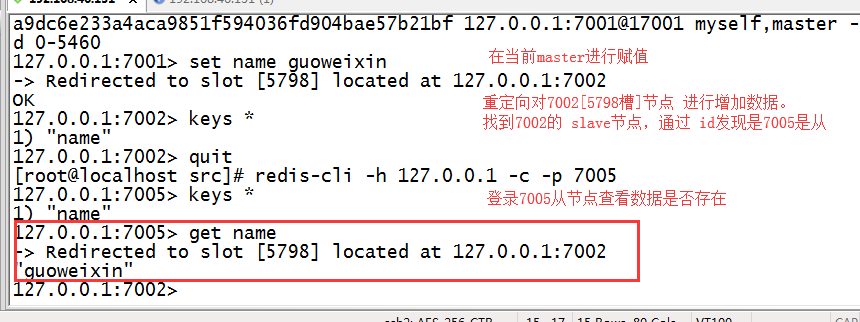 a9dc6e233a4aca9851f594036fd904bae57b21bf 127.0.0.1:7001@17001 myself,master -
d 0-5460
127.0.0.1:7001> set name guoweixin
在当前master进行赋值
-> Redirected to slot [5798] located at 127.0.0.1:7002
OK
重定向对7002[5798槽]节点 进行增加数据。
127.0.0.1:7002> keys *
找到7002的 slave节点，通过 id发现是7005是从
1) "name"
127.0.0.1:7002> quit
[root@localhost src]# redis-cli -h 127.0.0.1 -c -p 7005
127.0.0.1:7005> keys *
登录7005从节点查看数据是否存在
1) "name"
127.0.0.1:7005> get name
-> Redirected to slot [5798] located at 127.0.0.1:7002
"guoweixin"
127.0.0.1:7002>